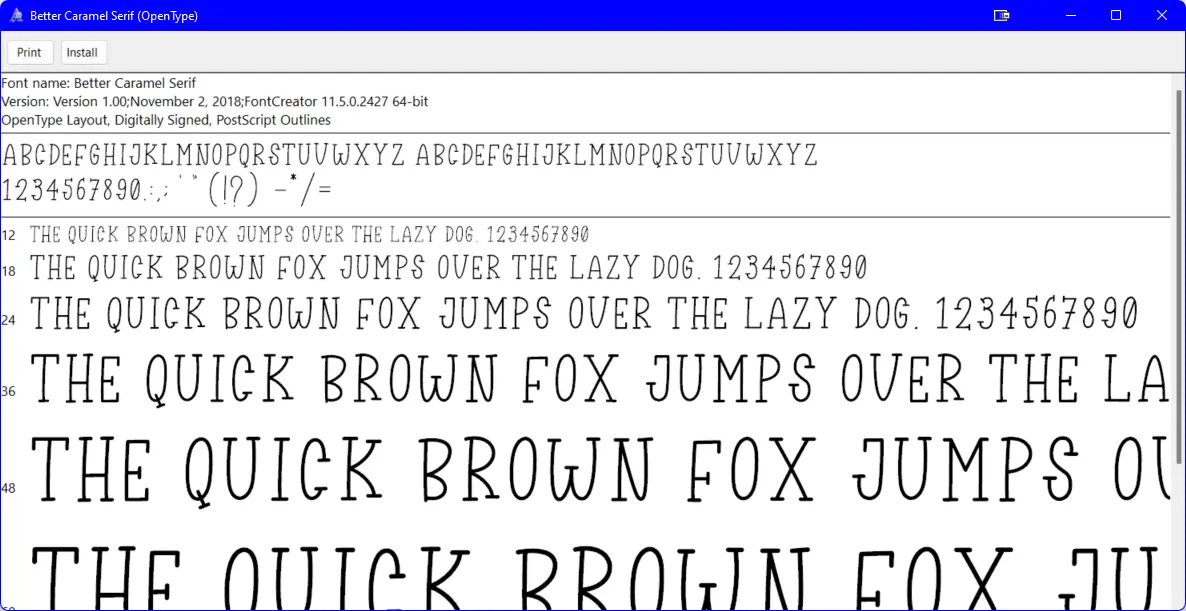 Better Caramel Serif (OpenType)
Print Install
Font name: Better Caramel Serif
Version: Version 1.00;November 2, 2018;FontCreator 11.5.0.2427 64-bit
OpenType Layout, Digitally Signed, PostScript Outlines
ABCDEFGHIJKLMNOPQRSTUVWXYZ ABCDEFGHIJKLMNOPQRSTUVWXYZ
1234567890.:,; ' " (!?) -*/=
12 THE QUICK BROWN FOX JUMPS OVER THE LAZY DOG. 1234567890
18 THE QUICK BROWN FOX JUMPS OVER THE LAZY DOG. 1234567890
24 THE QUICK BROWN FOX JUMPS OVER THE LAZY DOG. 1234567890
36 THE QUICK BROWN FOX JUMPS OVER THE LA
48 THE QUICK BROWN FOX JUMPS OU
THE QUICK BROWN FOX JU